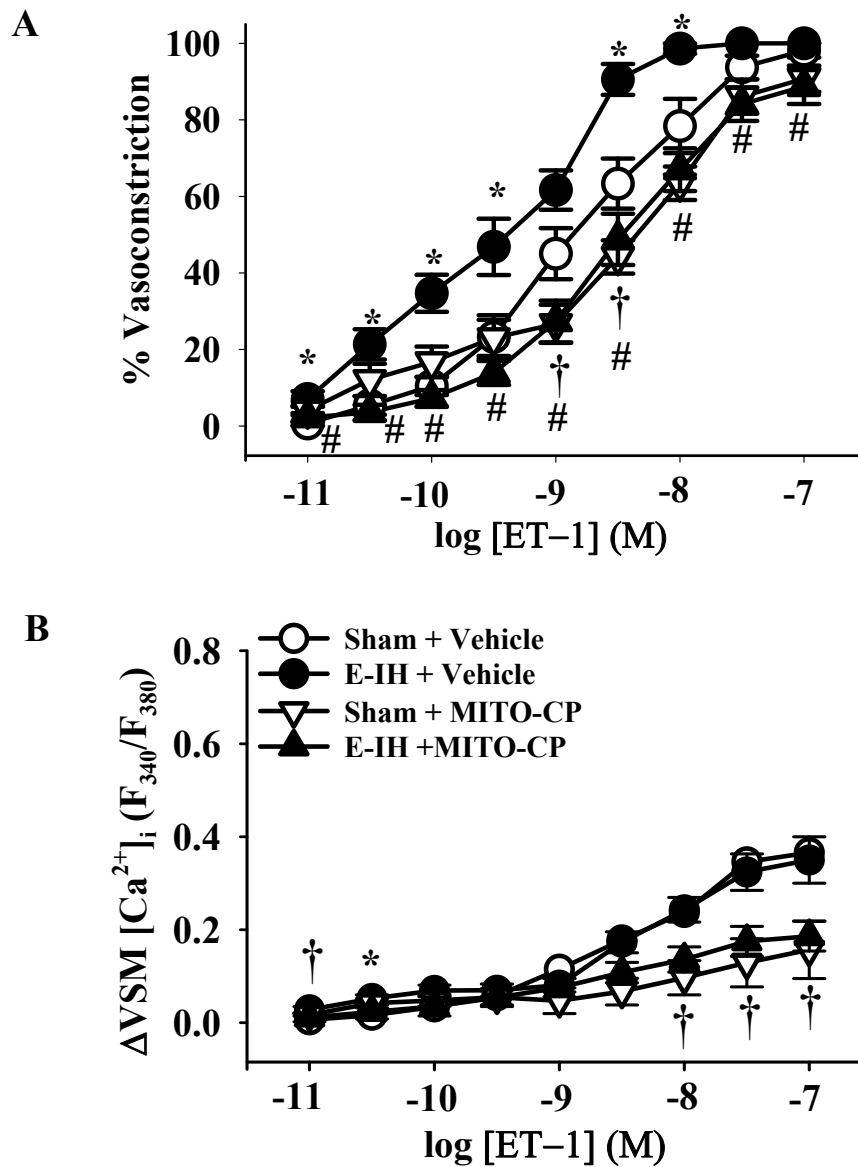 A
% Vasoconstriction
100
80
60
40
20
0
* * * * * *
*
# # # # # # # #
† †
-11 -10 -9 -8 -7
log [ET−1] (M)
B
Sham + Vehicle
E-IH + Vehicle
Sham + MITO-CP
E-IH +MITO-CP
ΔVSM [Ca²⁺]ᵢ (F₃₄₀/F₃₈₀)
0.8
0.6
0.4
0.2
0.0
† *
† † †
-11 -10 -9 -8 -7
log [ET−1] (M)